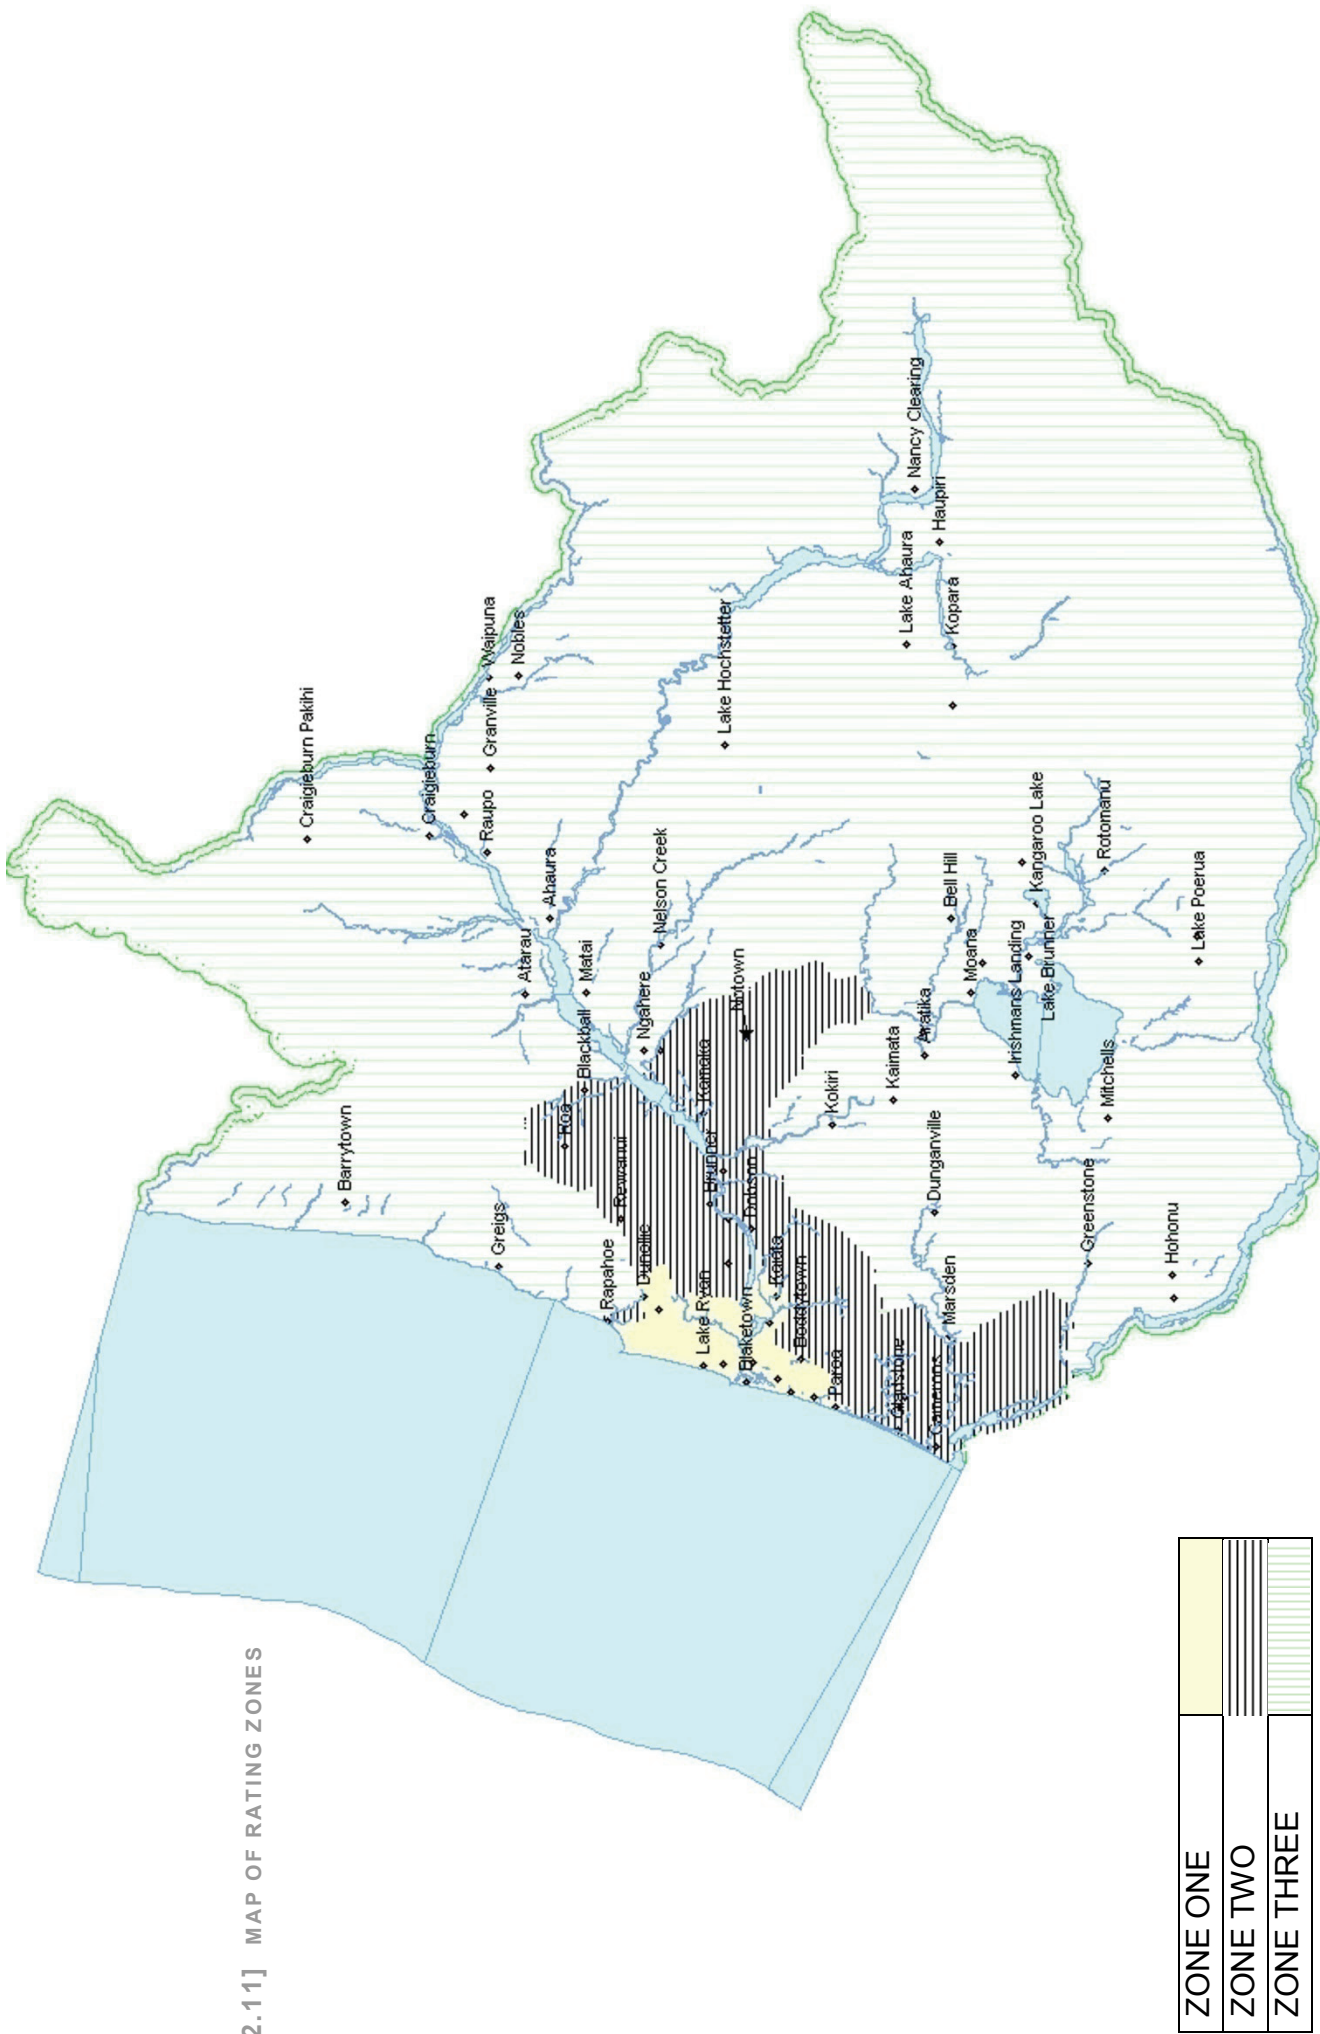 2.11] MAP OF RATING ZONES
Craigieburn Pakihi
Barrytown
Craigieburn
Waipuna
Granville
Raupo
Nobles
Ahaura
Atarau
Matai
Blackball
Roa
Greigs
Rewanui
Rapahoe
Dunollie
Ngahere
Nelson Creek
Lake Hochstetter
Notown
Kamaka
Brunner
Dobson
Lake Ryan
Blaketown
Kaiata
Boddytown
Paroa
Kokiri
Kaimata
Gladstone
Camerons
Marsden
Dunganville
Aratika
Bell Hill
Moana
Irishmans Landing
Lake Brunner
Kangaroo Lake
Rotomanu
Lake Poerua
Mitchells
Greenstone
Hohonu
Nancy Clearing
Haupiri
Lake Ahaura
Kopara
ZONE ONE
ZONE TWO
ZONE THREE